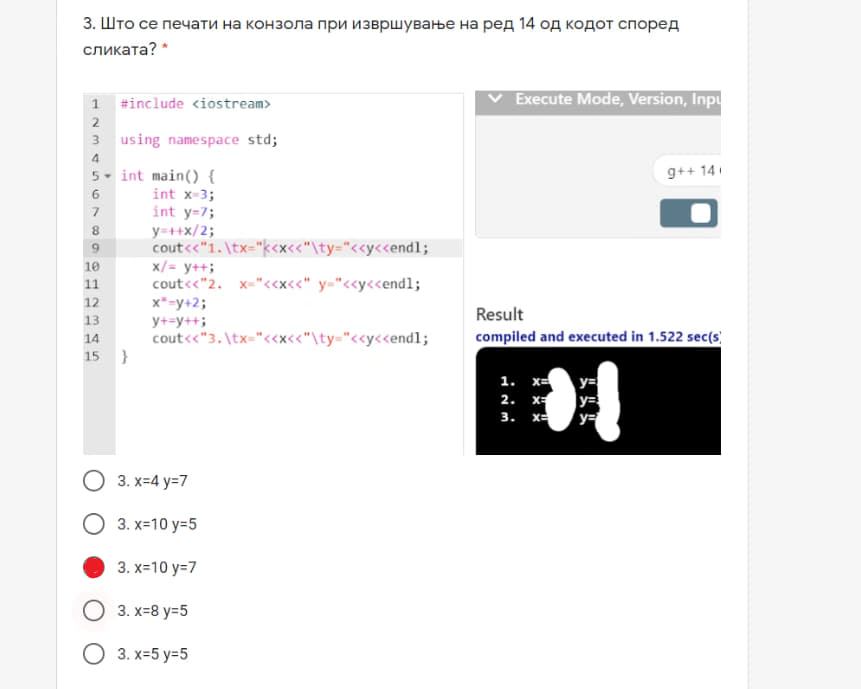 3. Што се печати на конзола при извршување на ред 14 од кодот според
сликата? *
1 #include <iostream>
2
3 using namespace std;
4
5 int main() {
6 int x=3;
7 int y=7;
8 y=++x/2;
9 cout<<"1.\tx="<<x<<"\ty="<<y<<endl;
10 x/= y++;
11 cout<<"2.  x="<<x<<" y="<<y<<endl;
12 x*=y+2;
13 y+=y++;
14 cout<<"3.\tx="<<x<<"\ty="<<y<<endl;
15 }
Execute Mode, Version, Inpu
g++ 14
Result
compiled and executed in 1.522 sec(s)
1. x= y=
2. x= y=
3. x= y=
3. x=4 y=7
3. x=10 y=5
3. x=10 y=7
3. x=8 y=5
3. x=5 y=5